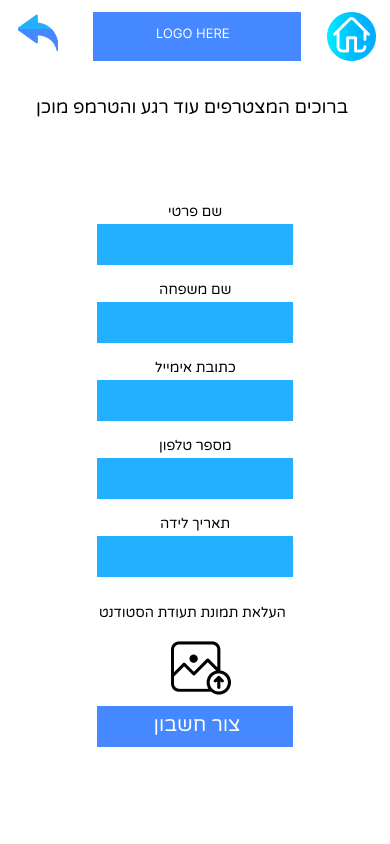 LOGO HERE
ברוכים המצטרפים עוד רגע והטרמפ מוכן
שם פרטי
שם משפחה
כתובת אימייל
מספר טלפון
תאריך לידה
העלאת תמונת תעודת הסטודנט
צור חשבון